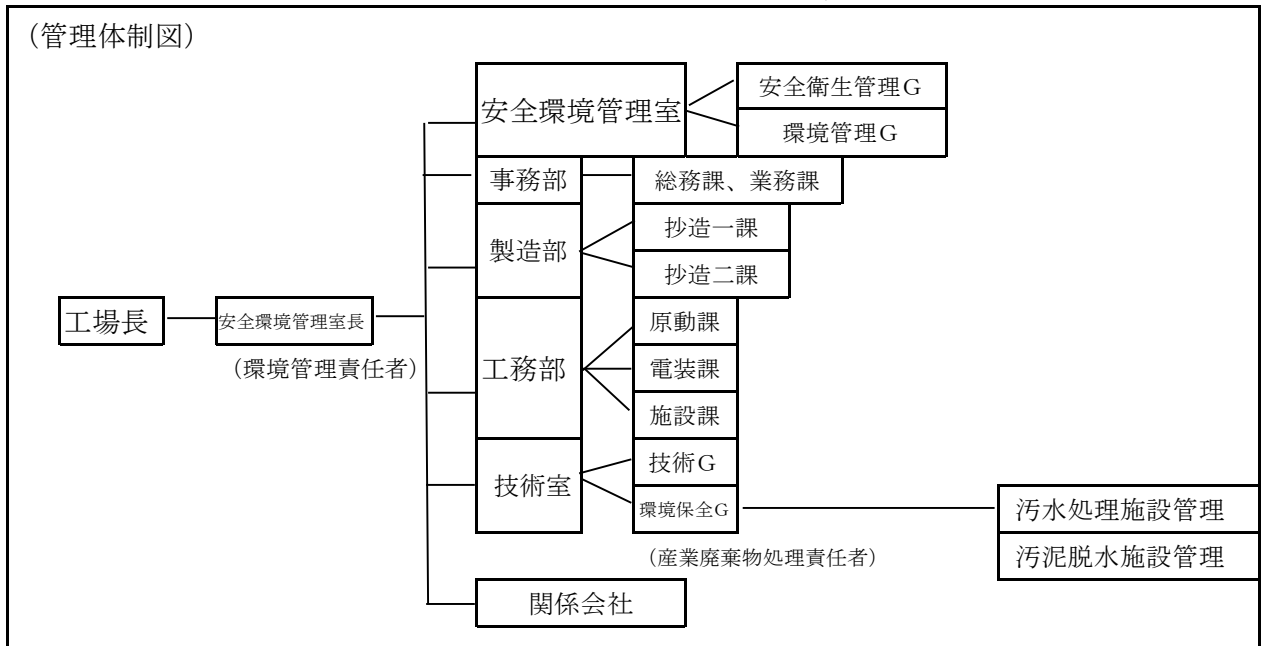 （管理体制図）
安全環境管理室
安全衛生管理Ｇ
環境管理Ｇ
事務部
総務課、業務課
製造部
抄造一課
抄造二課
工場長
安全環境管理室長
（環境管理責任者）
工務部
原動課
電装課
施設課
技術室
技術Ｇ
環境保全Ｇ
（産業廃棄物処理責任者）
汚水処理施設管理
汚泥脱水施設管理
関係会社